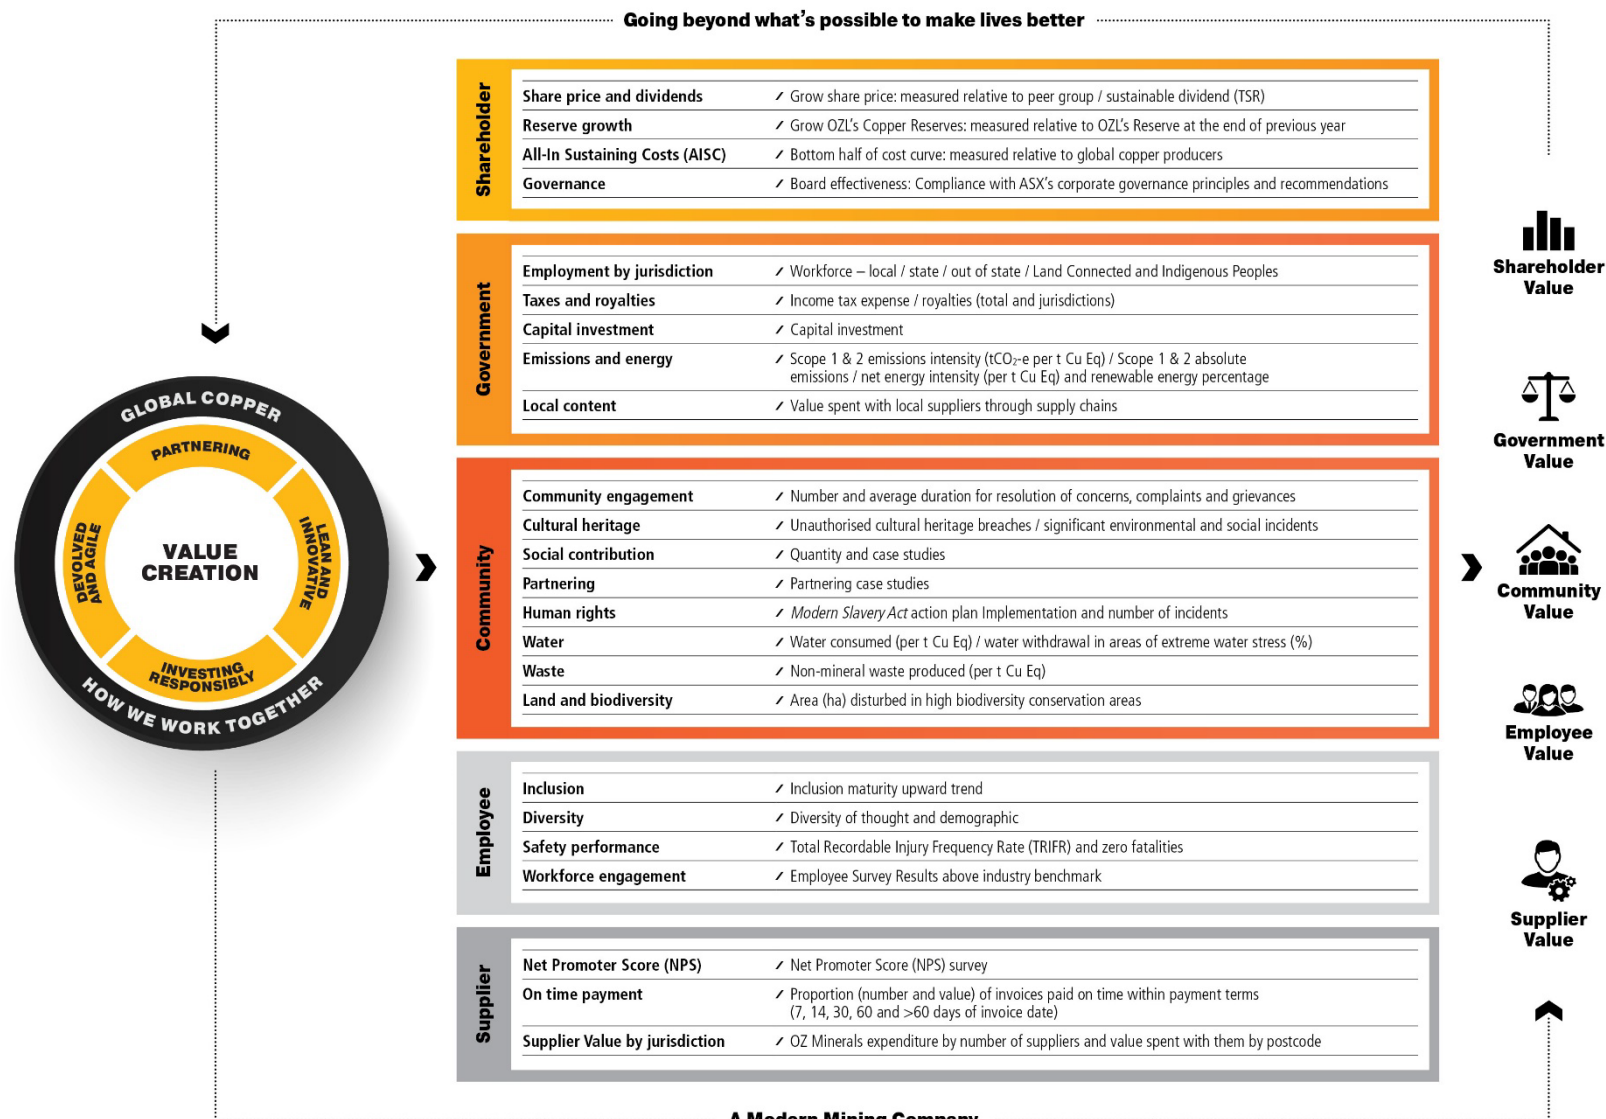 Going beyond what's possible to make lives better
GLOBAL COPPER
PARTNERING
DEVOLVED
AND AGILE
VALUE
CREATION
LEAN AND
INNOVATIVE
INVESTING
RESPONSIBLY
HOW WE WORK TOGETHER
Shareholder
Share price and dividends Grow share price: measured relative to peer group / sustainable dividend (TSR)
Reserve growth Grow OZL's Copper Reserves: measured relative to OZL's Reserve at the end of previous year
All-In Sustaining Costs (AISC) Bottom half of cost curve: measured relative to global copper producers
Governance Board effectiveness: Compliance with ASX's corporate governance principles and recommendations
Government
Employment by jurisdiction Workforce – local / state / out of state / Land Connected and Indigenous Peoples
Taxes and royalties Income tax expense / royalties (total and jurisdictions)
Capital investment Capital investment
Emissions and energy Scope 1 & 2 emissions intensity (tCO₂-e per t Cu Eq) / Scope 1 & 2 absolute
emissions / net energy intensity (per t Cu Eq) and renewable energy percentage
Local content Value spent with local suppliers through supply chains
Community
Community engagement Number and average duration for resolution of concerns, complaints and grievances
Cultural heritage Unauthorised cultural heritage breaches / significant environmental and social incidents
Social contribution Quantity and case studies
Partnering Partnering case studies
Human rights Modern Slavery Act action plan Implementation and number of incidents
Water Water consumed (per t Cu Eq) / water withdrawal in areas of extreme water stress (%)
Waste Non-mineral waste produced (per t Cu Eq)
Land and biodiversity Area (ha) disturbed in high biodiversity conservation areas
Employee
Inclusion Inclusion maturity upward trend
Diversity Diversity of thought and demographic
Safety performance Total Recordable Injury Frequency Rate (TRIFR) and zero fatalities
Workforce engagement Employee Survey Results above industry benchmark
Supplier
Net Promoter Score (NPS) Net Promoter Score (NPS) survey
On time payment Proportion (number and value) of invoices paid on time within payment terms
(7, 14, 30, 60 and >60 days of invoice date)
Supplier Value by jurisdiction OZ Minerals expenditure by number of suppliers and value spent with them by postcode
Shareholder
Value
Government
Value
Community
Value
Employee
Value
Supplier
Value
A Modern Mining Company